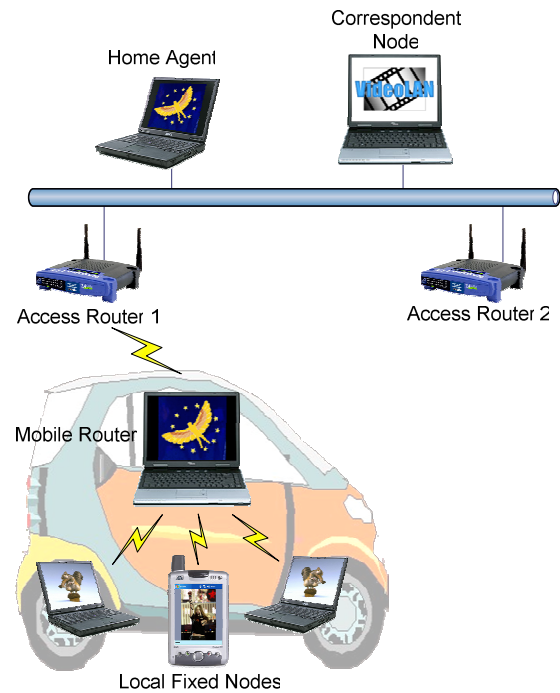 Home Agent
Correspondent
Node
VideoLAN
Access Router 1
Access Router 2
Mobile Router
Local Fixed Nodes